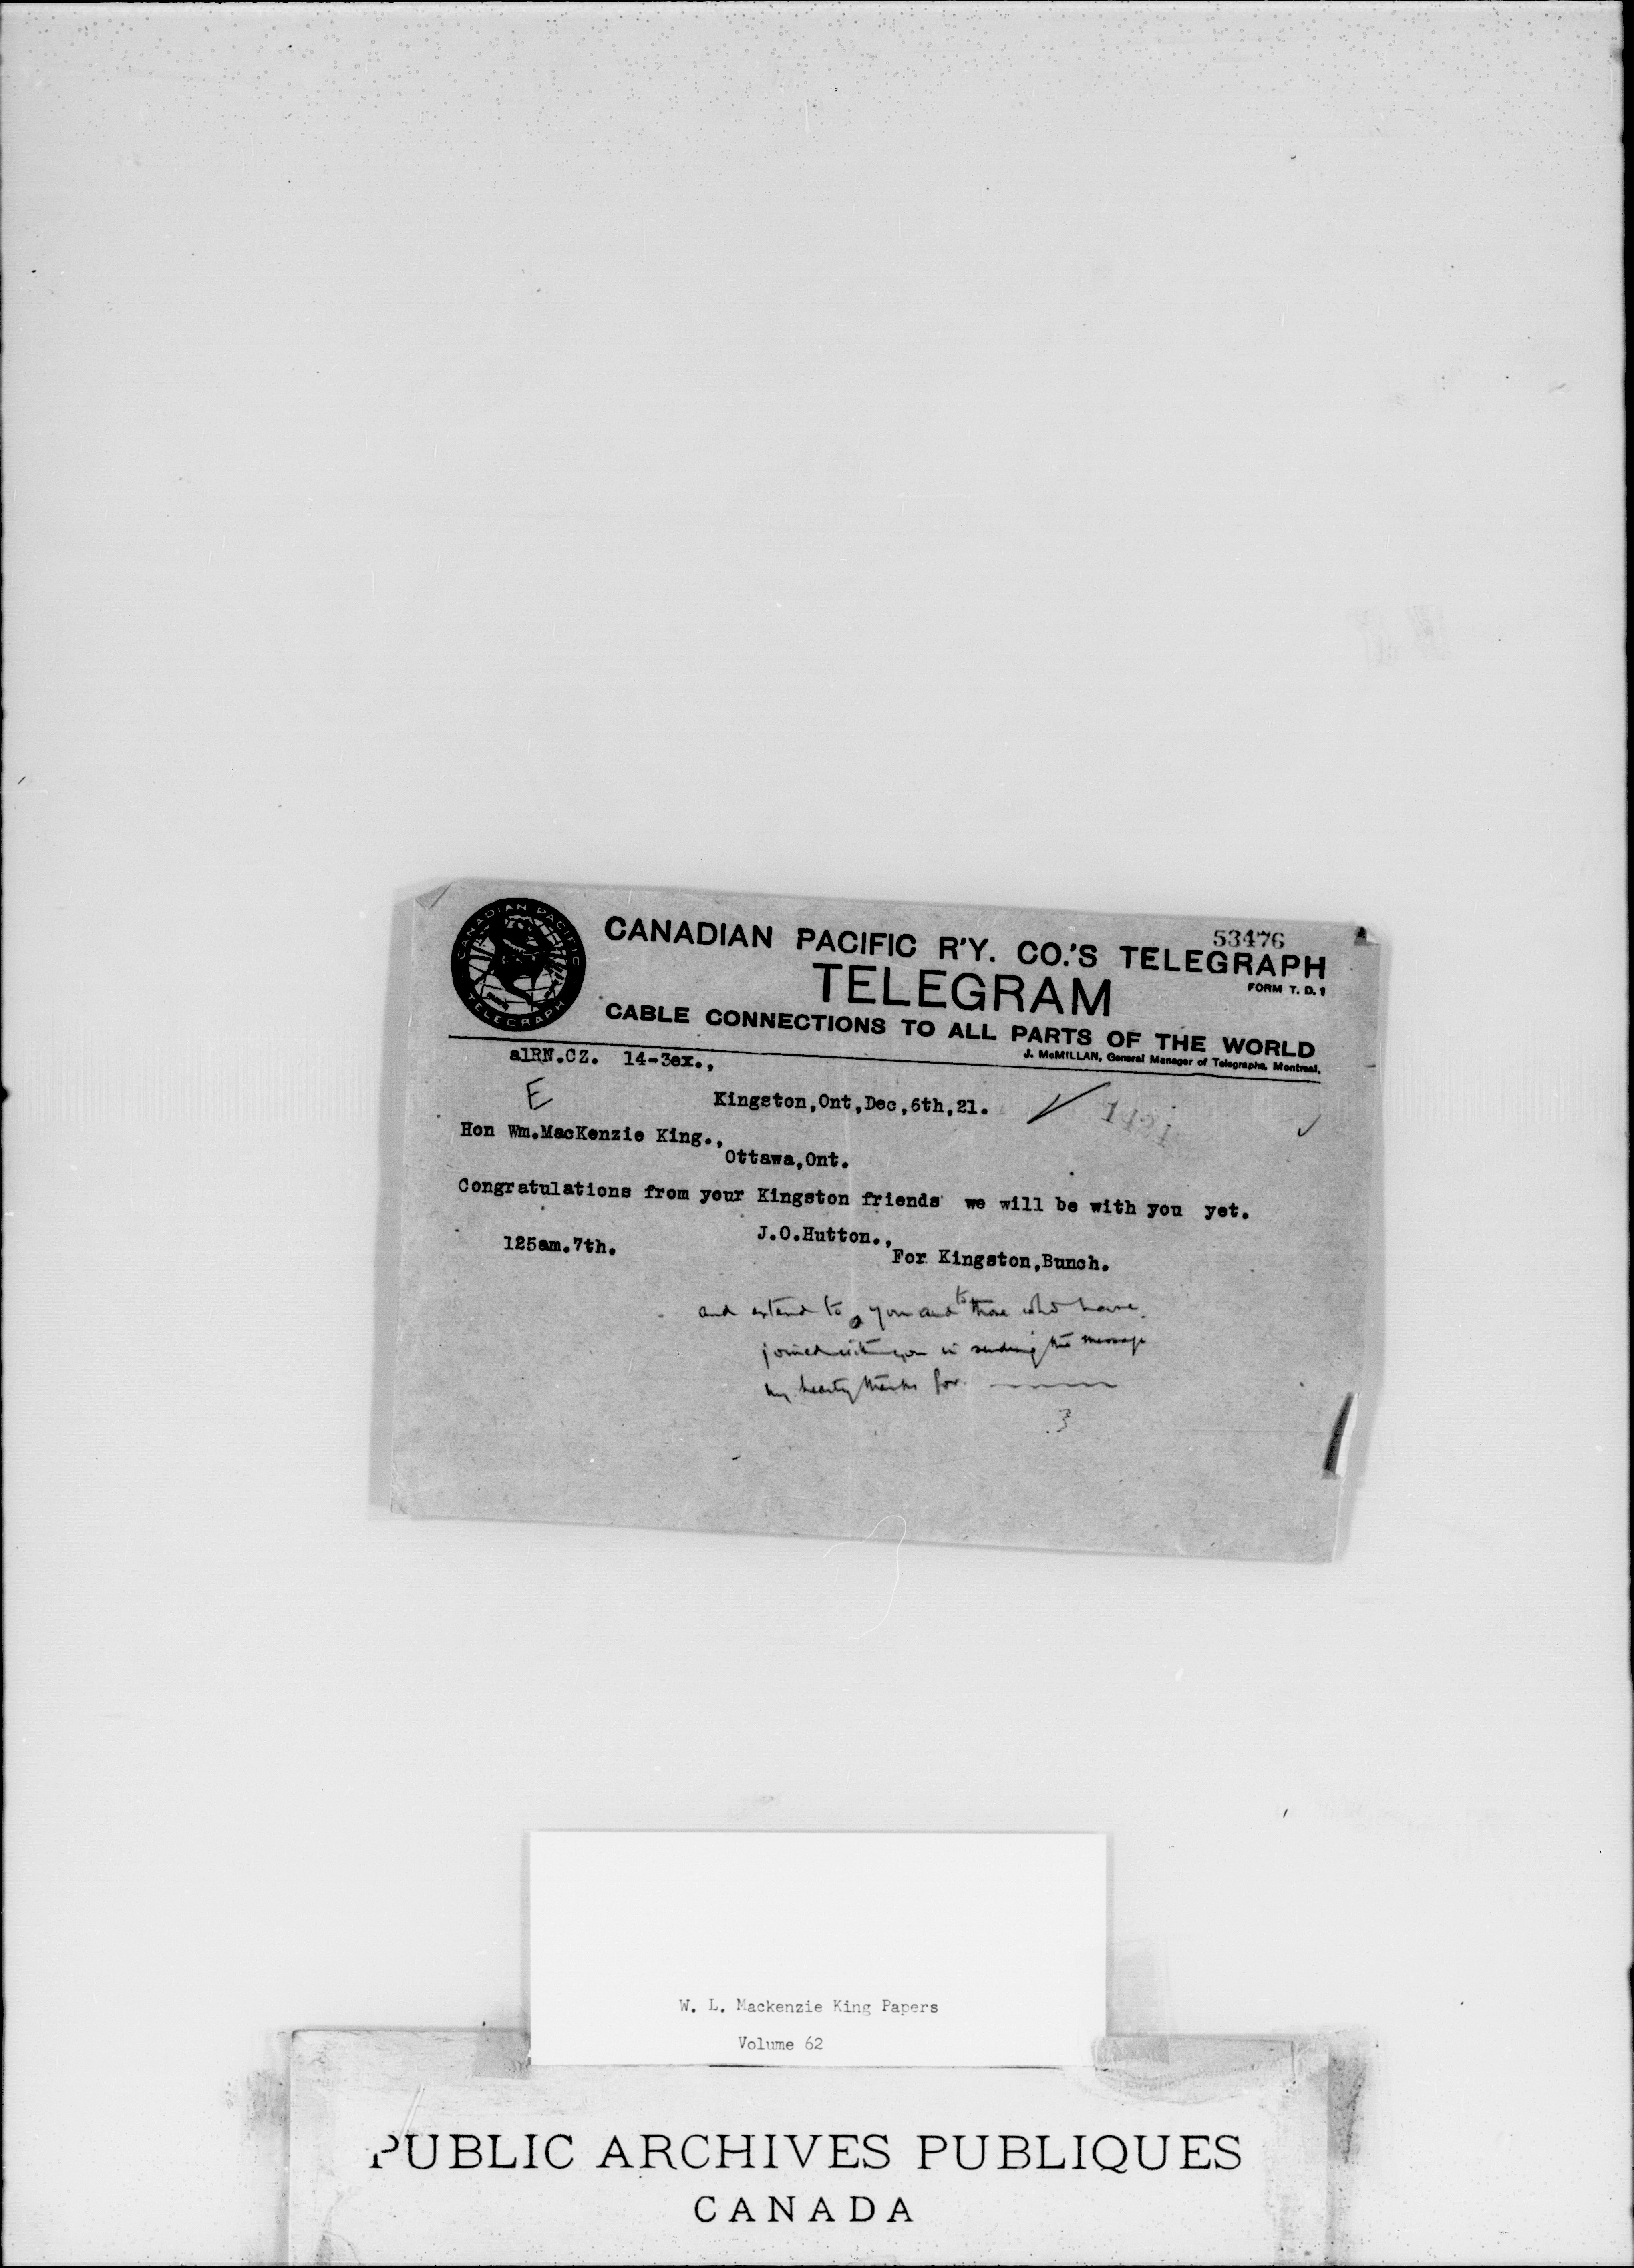 CANADIAN PACIFIC
TELEGRAPH
53476
CANADIAN PACIFIC R'Y. CO.'S TELEGRAPH
TELEGRAM
FORM T. D. 1
CABLE CONNECTIONS TO ALL PARTS OF THE WORLD
J. McMILLAN, General Manager of Telegraphs, Montreal.
a1RN.CZ. 14-3ex.,
E
Kingston,Ont,Dec,6th,21.
Hon Wm.MacKenzie King.,
Ottawa,Ont.
Congratulations from your Kingston friends we will be with you yet.
J.O.Hutton.,
125am.7th.
For Kingston,Bunch.
and extend to you and to those who have
joined with you in sending the message
my hearty thanks for
3
W. L. Mackenzie King Papers
Volume 62
PUBLIC ARCHIVES PUBLIQUES
CANADA